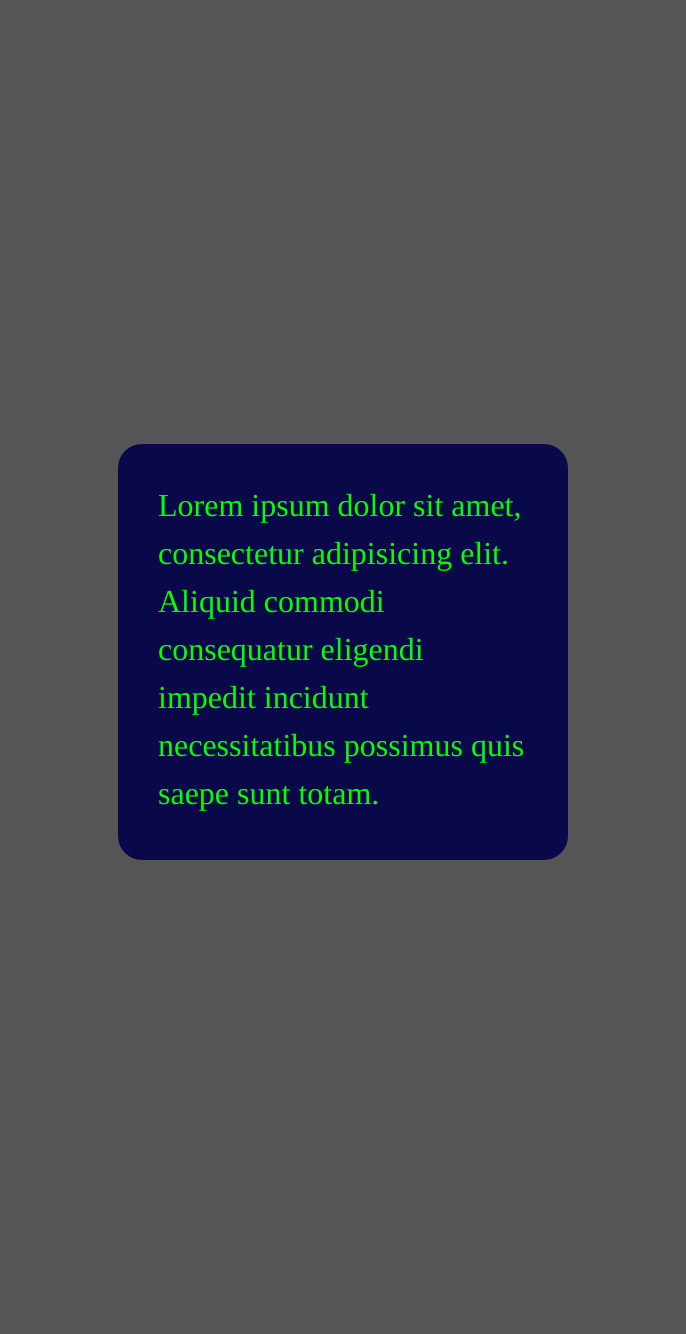 Lorem ipsum dolor sit amet,
consectetur adipisicing elit.
Aliquid commodi
consequatur eligendi
impedit incidunt
necessitatibus possimus quis
saepe sunt totam.